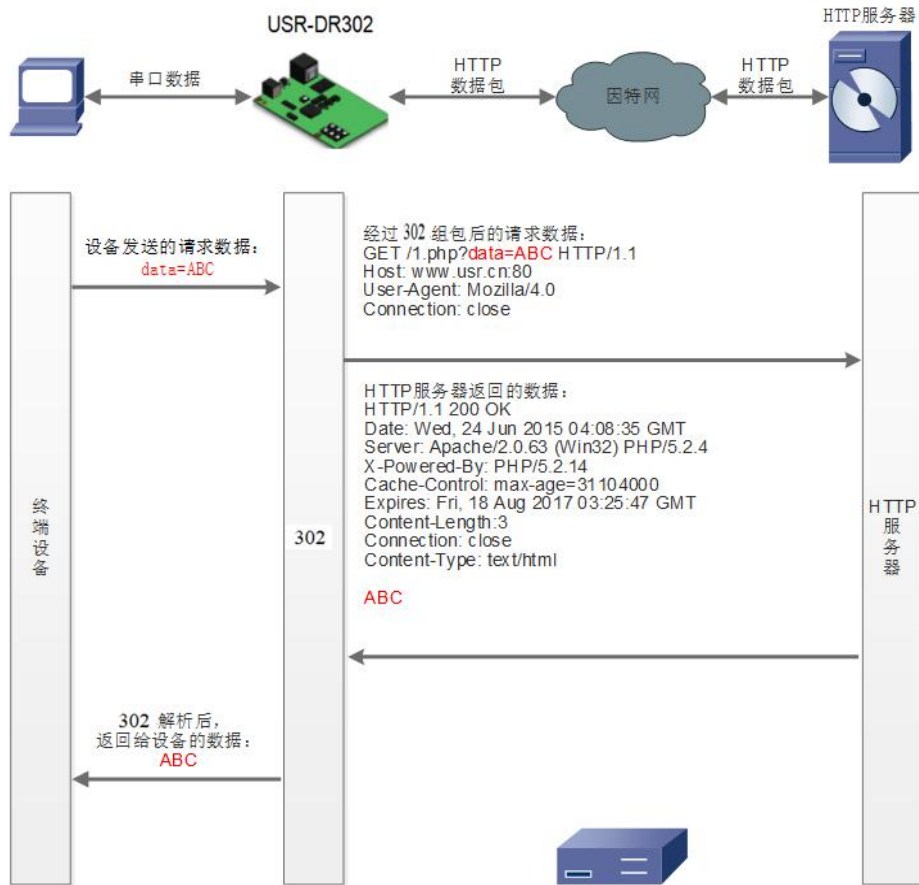 USR-DR302
HTTP服务器
串口数据
HTTP
数据包
因特网
HTTP
数据包
设备发送的请求数据：
data=ABC
经过 302 组包后的请求数据：
GET /1.php?data=ABC HTTP/1.1
Host: www.usr.cn:80
User-Agent: Mozilla/4.0
Connection: close
HTTP服务器返回的数据：
HTTP/1.1 200 OK
Date: Wed, 24 Jun 2015 04:08:35 GMT
Server: Apache/2.0.63 (Win32) PHP/5.2.4
X-Powered-By: PHP/5.2.14
Cache-Control: max-age=31104000
Expires: Fri, 18 Aug 2017 03:25:47 GMT
Content-Length:3
Connection: close
Content-Type: text/html
ABC
终
端
设
备
302
HTTP
服
务
器
302 解析后，
返回给设备的数据：
ABC